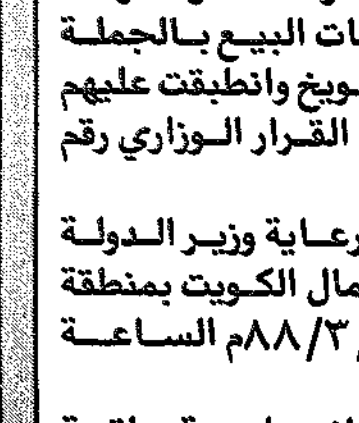 ات البيع بالجملة
ويخ وانطبقت عليهم
القرار الوزاري رقم
رعاية وزير الدولة
مال الكويت بمنطقة
٨٨/٣م الساعة